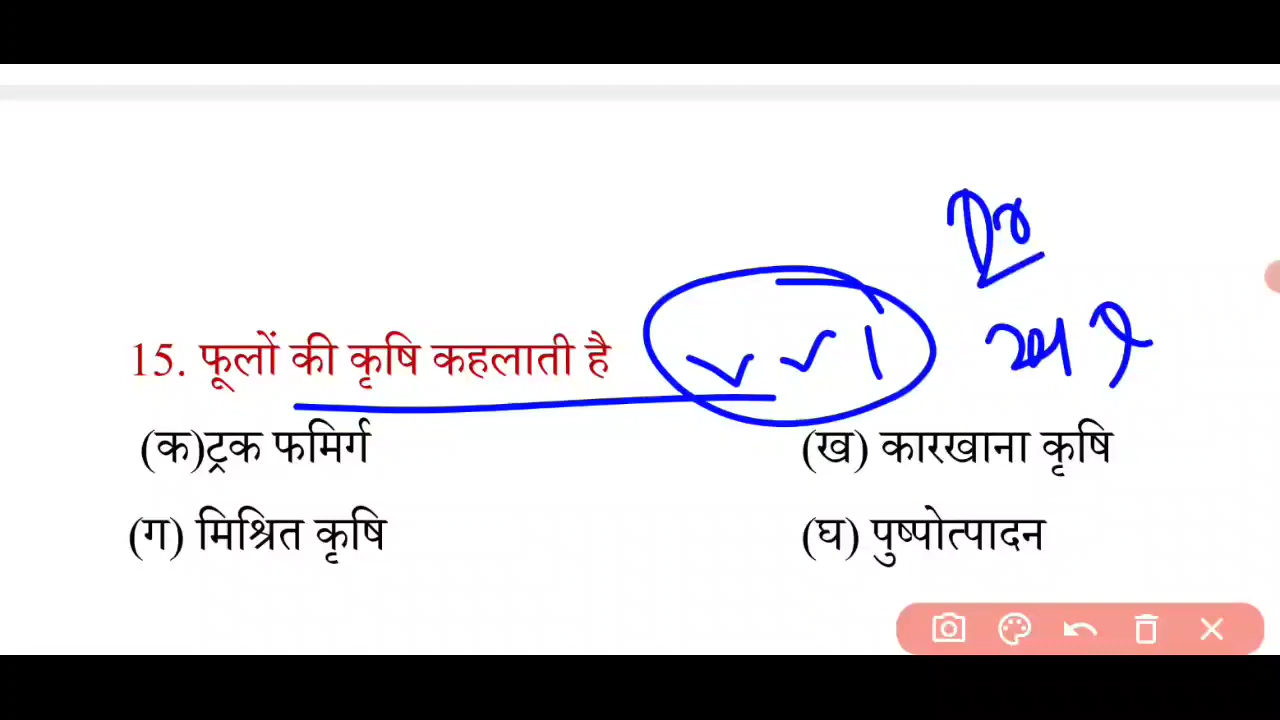 15. फूलों की कृषि कहलाती है
(क)ट्रक फमिर्ग
(ख) कारखाना कृषि
(ग) मिश्रित कृषि
(घ) पुष्पोत्पादन